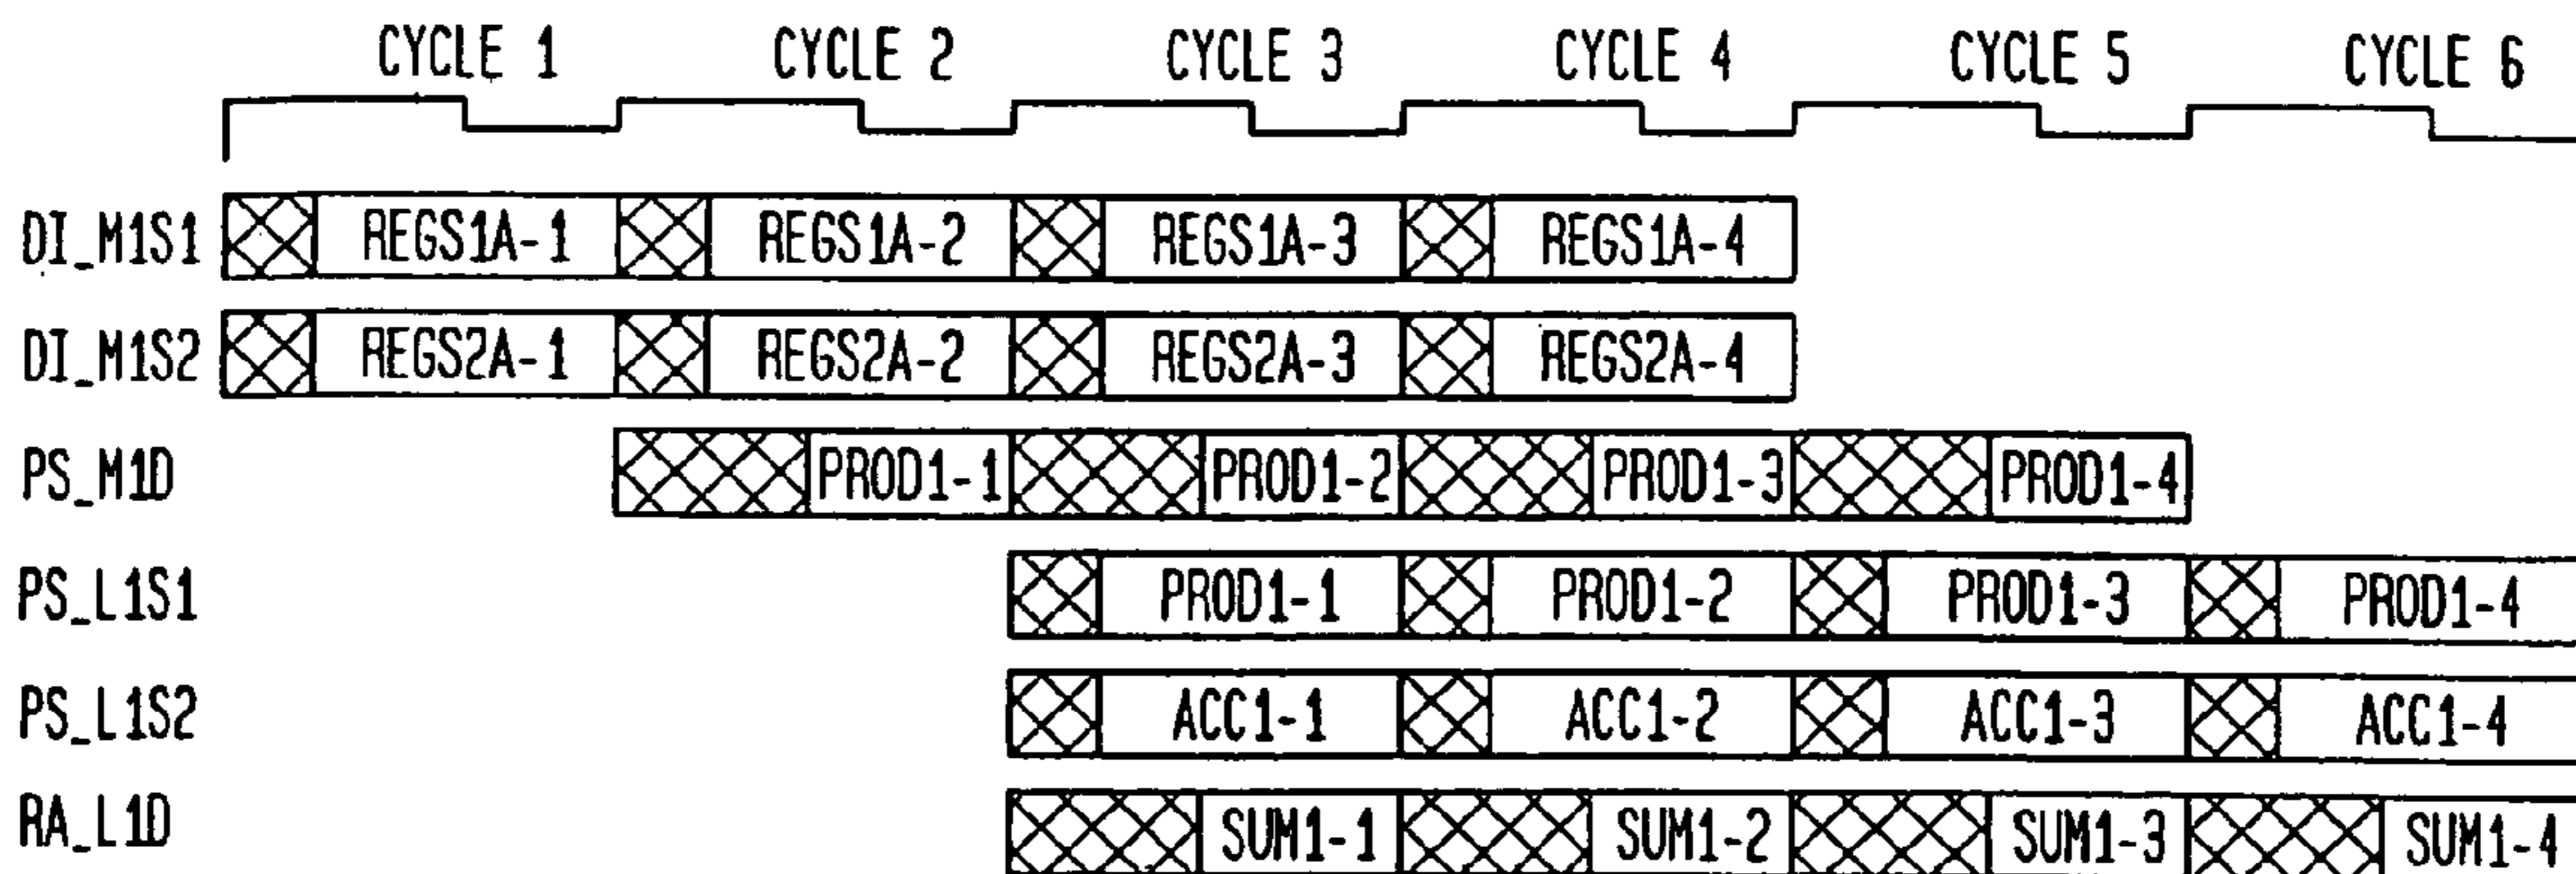 CYCLE 1 CYCLE 2 CYCLE 3 CYCLE 4 CYCLE 5 CYCLE 6
DI_M1S1 REGS1A-1 REGS1A-2 REGS1A-3 REGS1A-4
DI_M1S2 REGS2A-1 REGS2A-2 REGS2A-3 REGS2A-4
PS_M1D PROD1-1 PROD1-2 PROD1-3 PROD1-4
PS_L1S1 PROD1-1 PROD1-2 PROD1-3 PROD1-4
PS_L1S2 ACC1-1 ACC1-2 ACC1-3 ACC1-4
RA_L1D SUM1-1 SUM1-2 SUM1-3 SUM1-4